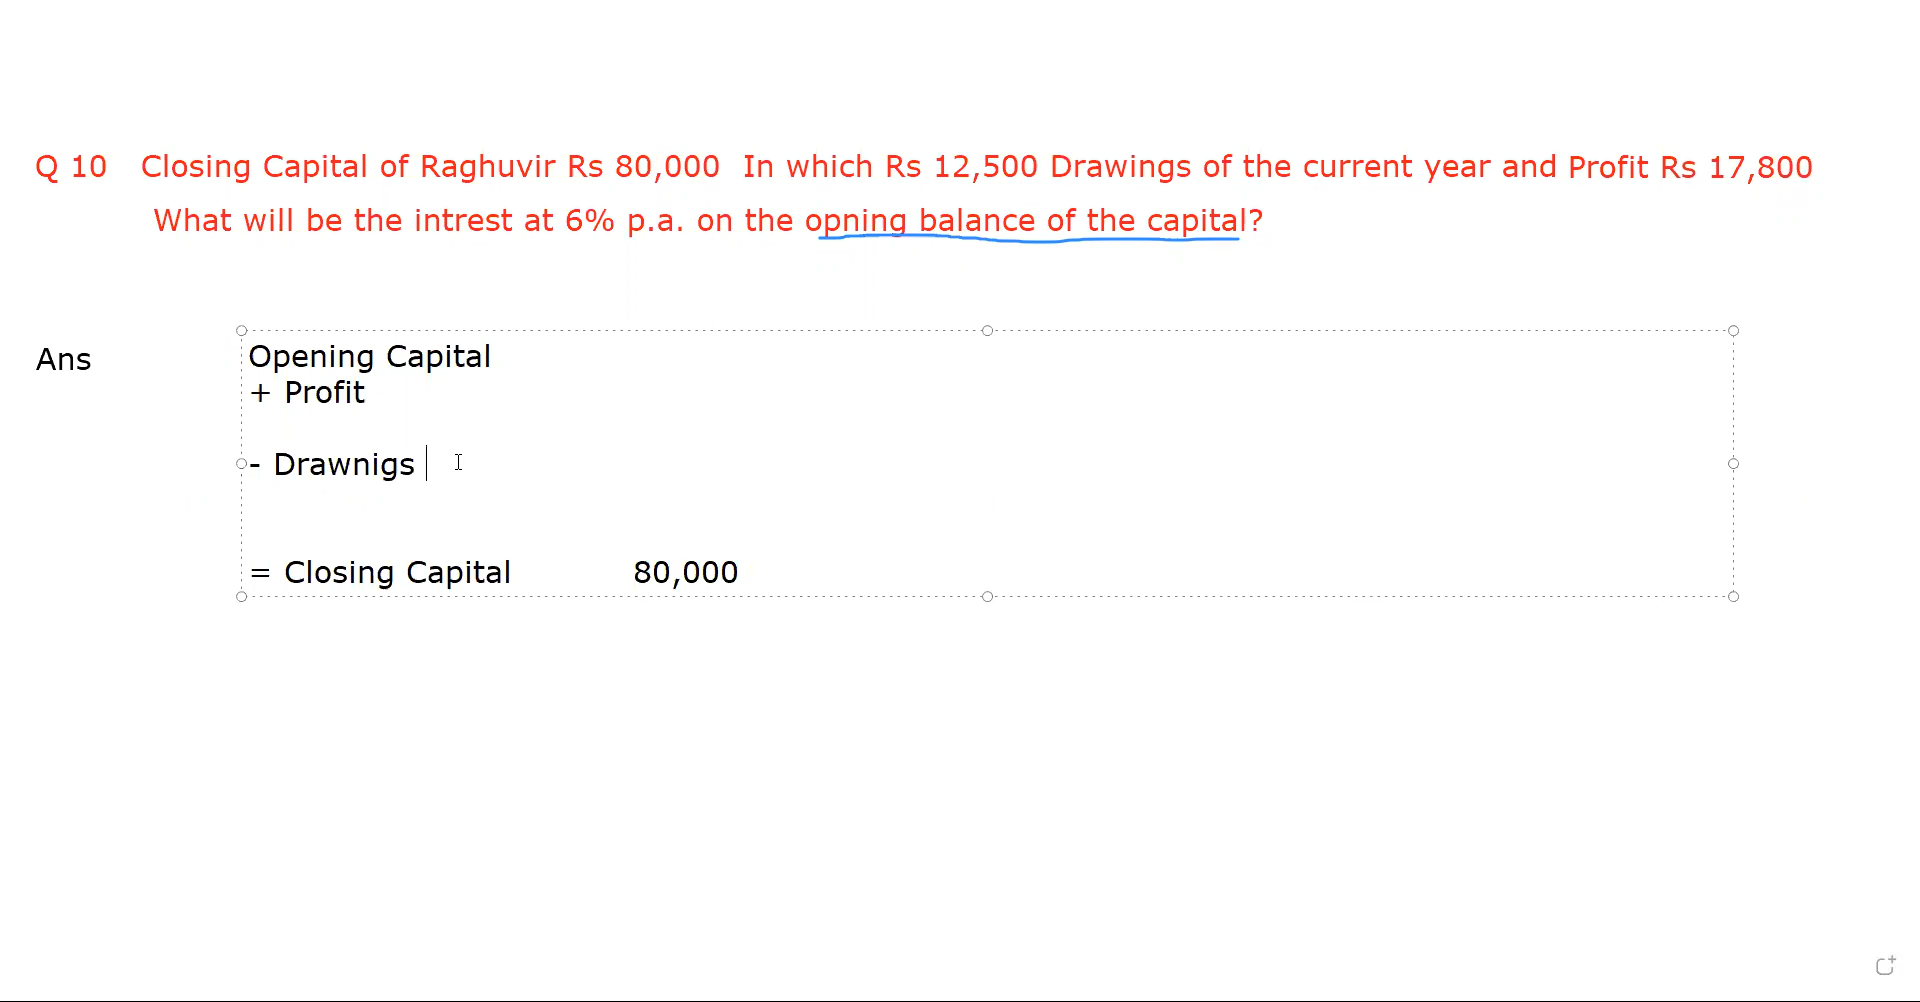 Q 10 Closing Capital of Raghuvir Rs 80,000 In which Rs 12,500 Drawings of the current year and Profit Rs 17,800
What will be the intrest at 6% p.a. on the opning balance of the capital?
Ans
Opening Capital
+ Profit
- Drawnigs
= Closing Capital 80,000